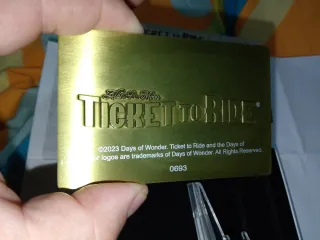 TICKET TO RIDE®
©2023 Days of Wonder. Ticket to Ride and the Days of
logos are trademarks of Days of Wonder. All Rights Reserved.
0693